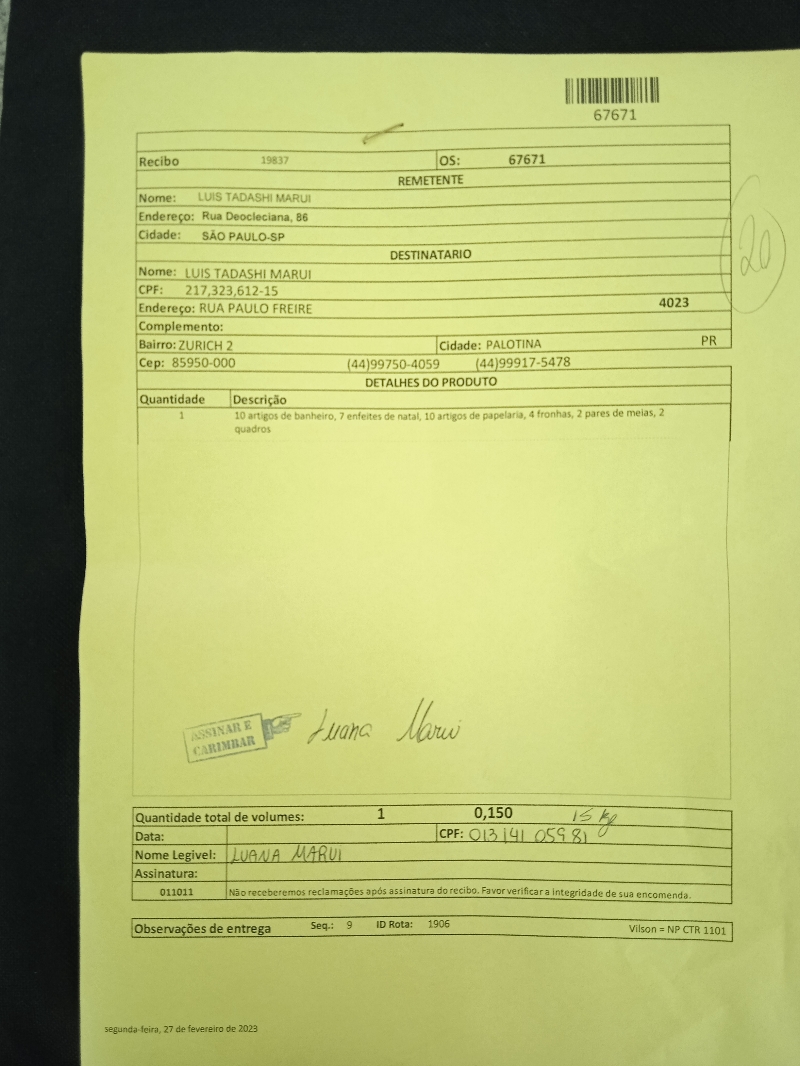 67671
Recibo 19837 OS: 67671
REMETENTE
Nome: LUIS TADASHI MARUI
Endereço: Rua Deocleciana, 86
Cidade: SÃO PAULO-SP
DESTINATARIO
Nome: LUIS TADASHI MARUI
CPF: 217,323,612-15
Endereço: RUA PAULO FREIRE 4023
Complemento:
Bairro: ZURICH 2 Cidade: PALOTINA PR
Cep: 85950-000 (44)99750-4059 (44)99917-5478
DETALHES DO PRODUTO
Quantidade Descrição
1 10 artigos de banheiro, 7 enfeites de natal, 10 artigos de papelaria, 4 fronhas, 2 pares de meias, 2
quadros
20
ASSINAR E
CARIMBAR
Luana Marui
Quantidade total de volumes: 1 0,150 15 kg
Data: CPF: 013141 05981
Nome Legivel: LUANA MARUI
Assinatura:
011011 Não receberemos reclamações após assinatura do recibo. Favor verificar a integridade de sua encomenda.
Observações de entrega Seq.: 9 ID Rota: 1906 Vilson = NP CTR 1101
segunda-feira, 27 de fevereiro de 2023